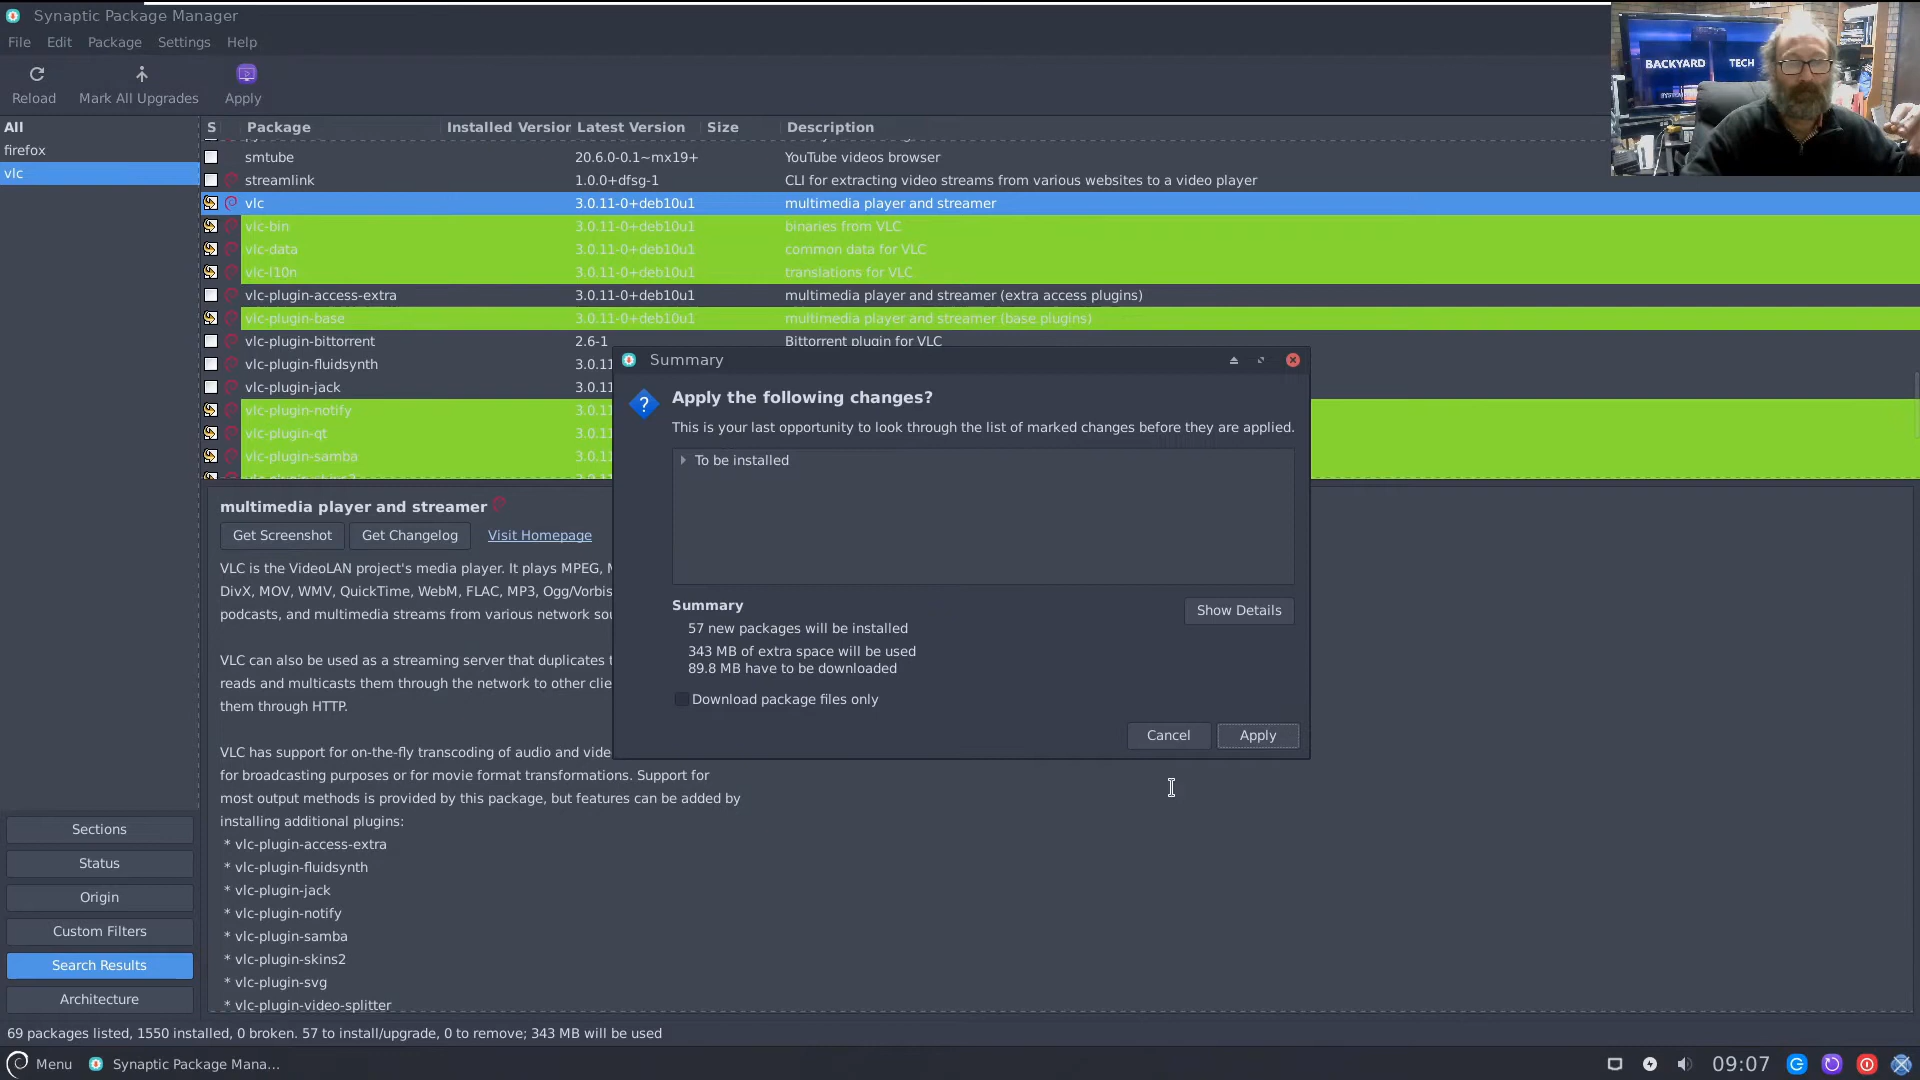 Synaptic Package Manager
File Edit Package Settings Help
Reload Mark All Upgrades Apply
All
firefox
vlc
S Package Installed Version Latest Version Size Description
smtube 20.6.0-0.1~mx19+ YouTube videos browser
streamlink 1.0.0+dfsg-1 CLI for extracting video streams from various websites to a video player
vlc 3.0.11-0+deb10u1 multimedia player and streamer
vlc-bin 3.0.11-0+deb10u1 binaries from VLC
vlc-data 3.0.11-0+deb10u1 common data for VLC
vlc-l10n 3.0.11-0+deb10u1 translations for VLC
vlc-plugin-access-extra 3.0.11-0+deb10u1 multimedia player and streamer (extra access plugins)
vlc-plugin-base 3.0.11-0+deb10u1 multimedia player and streamer (base plugins)
vlc-plugin-bittorrent 2.6-1 Bittorrent plugin for VLC
vlc-plugin-fluidsynth 3.0.11
vlc-plugin-jack 3.0.11
vlc-plugin-notify 3.0.11
vlc-plugin-qt 3.0.11
vlc-plugin-samba 3.0.11
BACKYARD TECH
Summary
Apply the following changes?
This is your last opportunity to look through the list of marked changes before they are applied.
To be installed
Summary
Show Details
57 new packages will be installed
343 MB of extra space will be used
89.8 MB have to be downloaded
Download package files only
Cancel Apply
multimedia player and streamer
Get Screenshot Get Changelog Visit Homepage
VLC is the VideoLAN project's media player. It plays MPEG,
DivX, MOV, WMV, QuickTime, WebM, FLAC, MP3, Ogg/Vorbis
podcasts, and multimedia streams from various network
VLC can also be used as a streaming server that duplicates
reads and multicasts them through the network to other
them through HTTP.
VLC has support for on-the-fly transcoding of audio and
for broadcasting purposes or for movie format transformations. Support for
most output methods is provided by this package, but features can be added by
installing additional plugins:
* vlc-plugin-access-extra
* vlc-plugin-fluidsynth
* vlc-plugin-jack
* vlc-plugin-notify
* vlc-plugin-samba
* vlc-plugin-skins2
* vlc-plugin-svg
* vlc-plugin-video-splitter
Sections
Status
Origin
Custom Filters
Search Results
Architecture
69 packages listed, 1550 installed, 0 broken. 57 to install/upgrade, 0 to remove; 343 MB will be used
Menu Synaptic Package Mana... 09:07